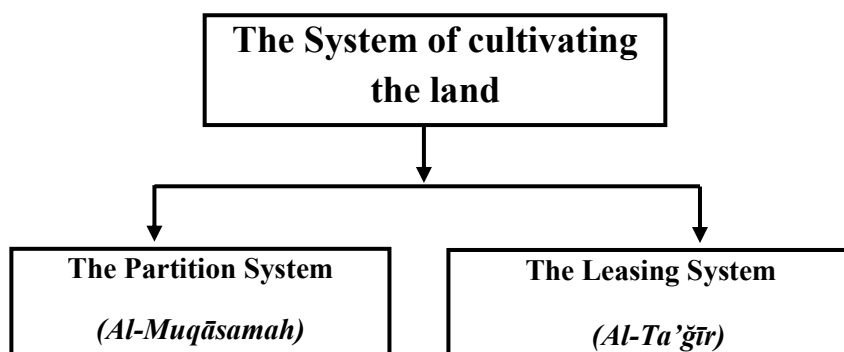 The System of cultivating
the land
The Partition System
(Al-Muqāsamah)
The Leasing System
(Al-Ta’ğīr)